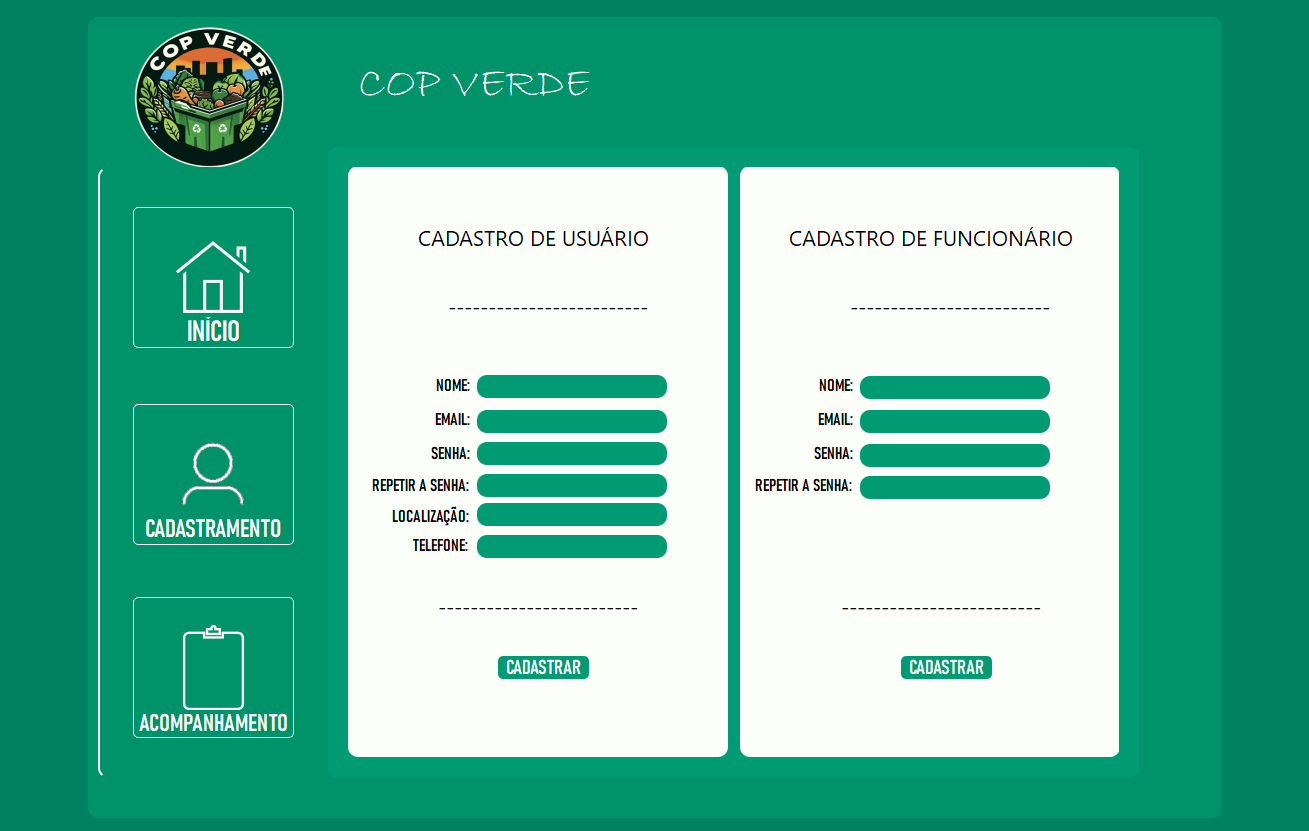 COP VERDE
COP VERDE
INÍCIO
CADASTRAMENTO
ACOMPANHAMENTO
CADASTRO DE USUÁRIO
-------------------------
NOME:
EMAIL:
SENHA:
REPETIR A SENHA:
LOCALIZAÇÃO:
TELEFONE:
-------------------------
CADASTRAR
CADASTRO DE FUNCIONÁRIO
-------------------------
NOME:
EMAIL:
SENHA:
REPETIR A SENHA:
-------------------------
CADASTRAR